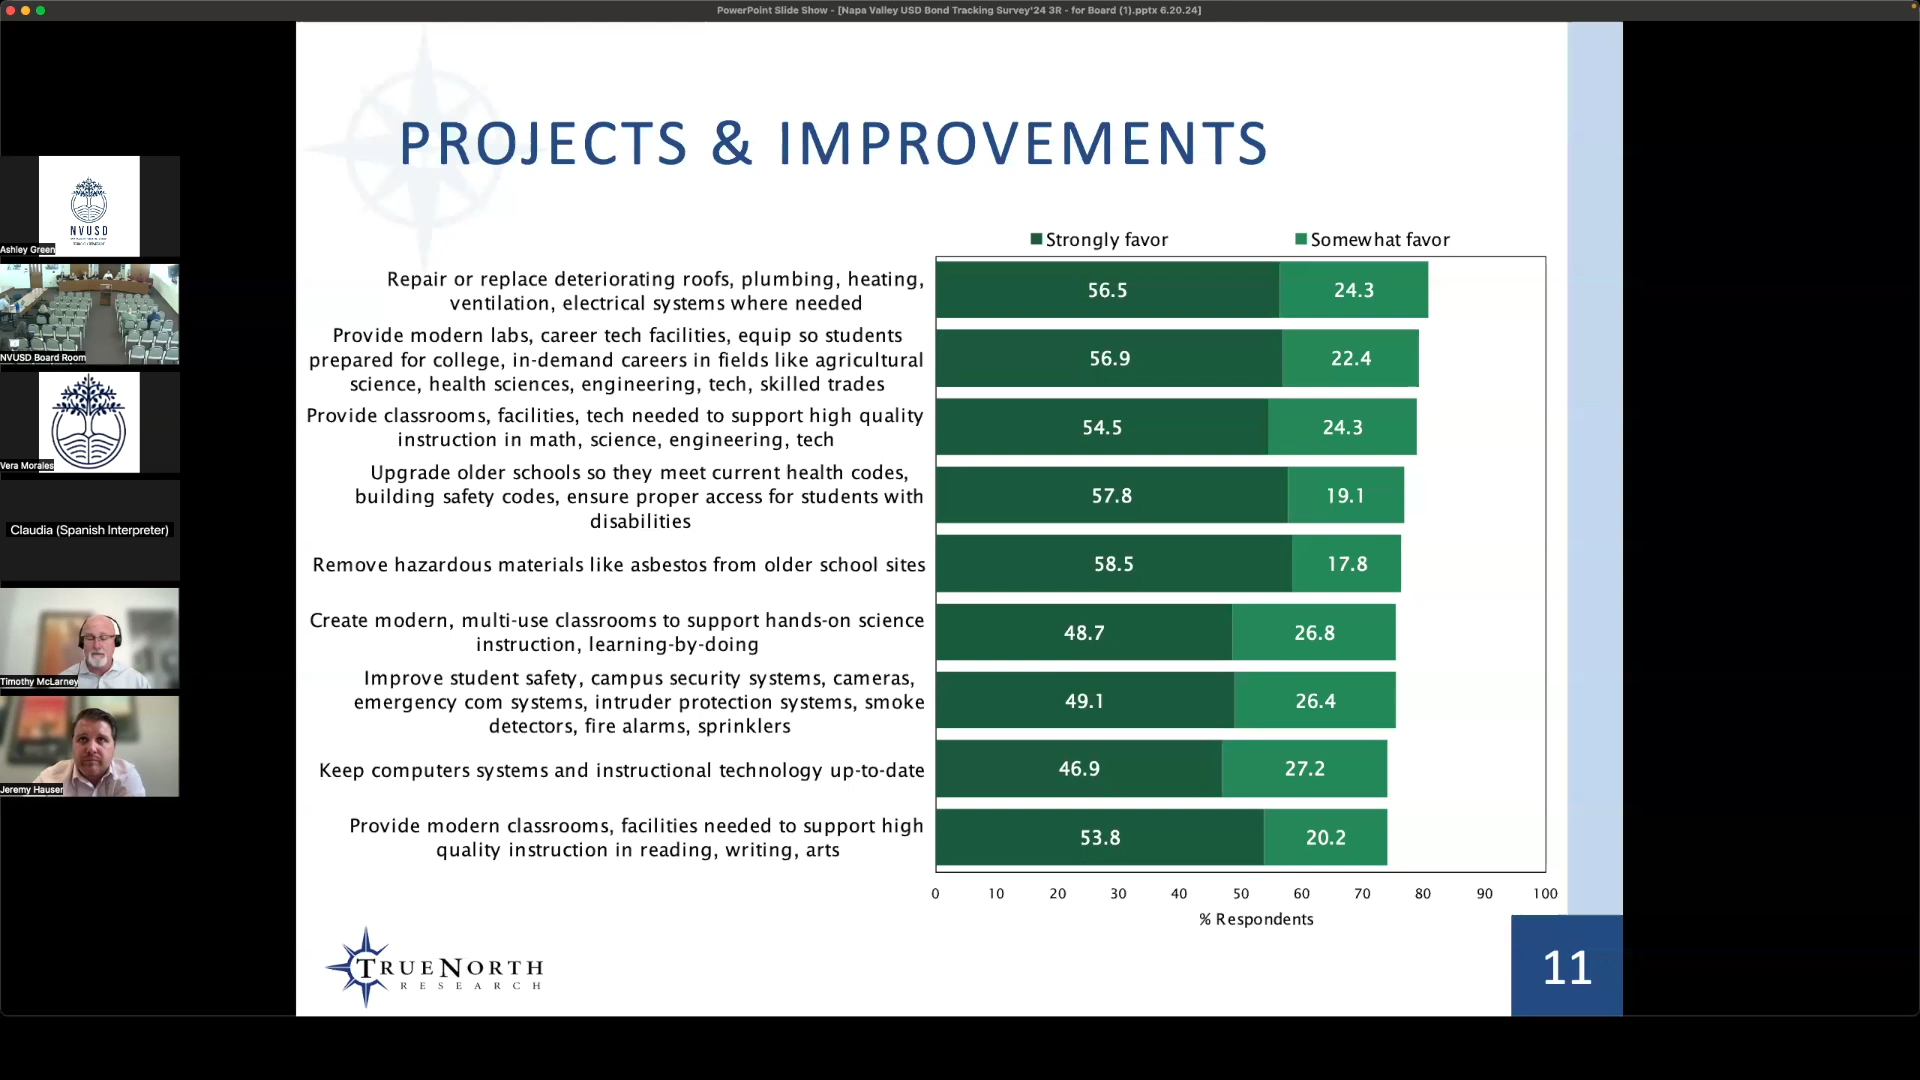 PowerPoint Slide Show - [Napa Valley USD Bond Tracking Survey'24 3R - for Board (1).pptx 6.20.24]
NVUSD
Ashley Green
NVUSD Board Room
Vera Morales
Claudia (Spanish Interpreter)
Timothy McLarney
Jeremy Hauser
PROJECTS & IMPROVEMENTS
Strongly favor
Somewhat favor
Repair or replace deteriorating roofs, plumbing, heating,
ventilation, electrical systems where needed
56.5
24.3
Provide modern labs, career tech facilities, equip so students
prepared for college, in-demand careers in fields like agricultural
science, health sciences, engineering, tech, skilled trades
56.9
22.4
Provide classrooms, facilities, tech needed to support high quality
instruction in math, science, engineering, tech
54.5
24.3
Upgrade older schools so they meet current health codes,
building safety codes, ensure proper access for students with
disabilities
57.8
19.1
Remove hazardous materials like asbestos from older school sites
58.5
17.8
Create modern, multi-use classrooms to support hands-on science
instruction, learning-by-doing
48.7
26.8
Improve student safety, campus security systems, cameras,
emergency com systems, intruder protection systems, smoke
detectors, fire alarms, sprinklers
49.1
26.4
Keep computers systems and instructional technology up-to-date
46.9
27.2
Provide modern classrooms, facilities needed to support high
quality instruction in reading, writing, arts
53.8
20.2
0 10 20 30 40 50 60 70 80 90 100
% Respondents
TRUENORTH
RESEARCH
11